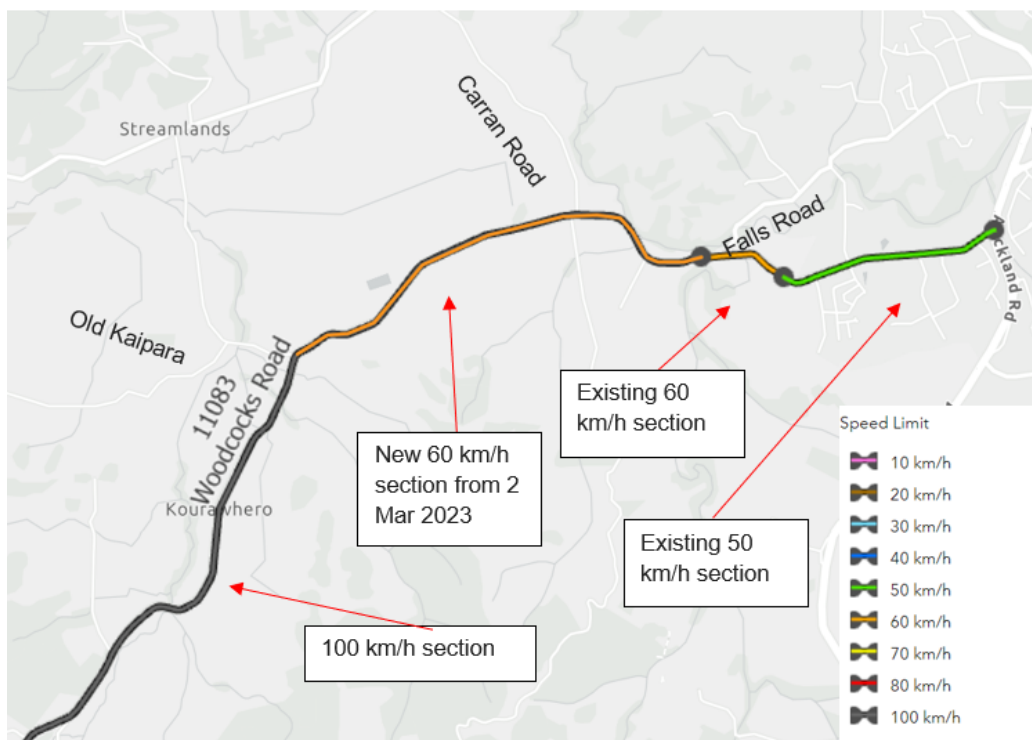 Carran Road
Streamlands
Falls Road
Old Kaipara
11083
Woodcocks Road
Kourawhero
New 60 km/h
section from 2
Mar 2023
Existing 60
km/h section
Existing 50
km/h section
100 km/h section
Speed Limit
10 km/h
20 km/h
30 km/h
40 km/h
50 km/h
60 km/h
70 km/h
80 km/h
100 km/h